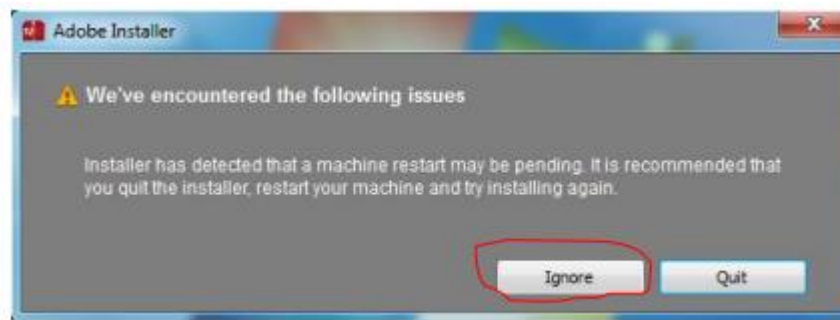 Adobe Installer
We've encountered the following issues
Installer has detected that a machine restart may be pending. It is recommended that
you quit the installer, restart your machine and try installing again.
Ignore
Quit